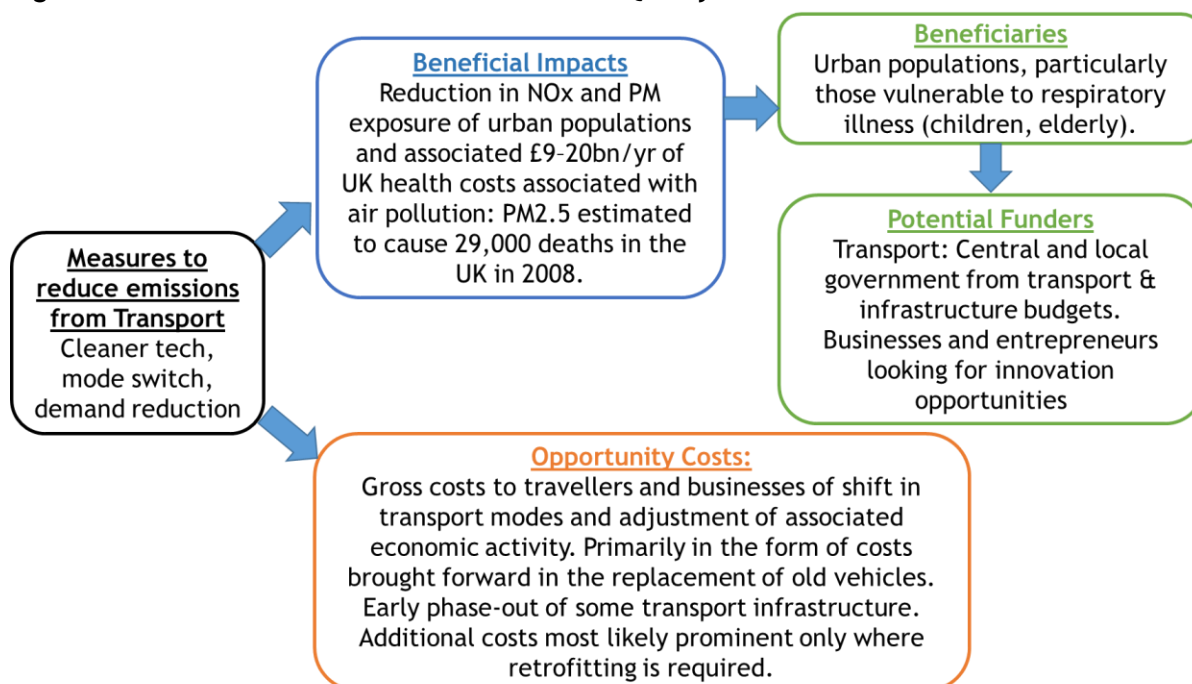 Measures to
reduce emissions
from Transport
Cleaner tech,
mode switch,
demand reduction
Beneficial Impacts
Reduction in NOx and PM
exposure of urban populations
and associated £9–20bn/yr of
UK health costs associated with
air pollution: PM2.5 estimated
to cause 29,000 deaths in the
UK in 2008.
Beneficiaries
Urban populations, particularly
those vulnerable to respiratory
illness (children, elderly).
Potential Funders
Transport: Central and local
government from transport &
infrastructure budgets.
Businesses and entrepreneurs
looking for innovation
opportunities
Opportunity Costs:
Gross costs to travellers and businesses of shift in
transport modes and adjustment of associated
economic activity. Primarily in the form of costs
brought forward in the replacement of old vehicles.
Early phase-out of some transport infrastructure.
Additional costs most likely prominent only where
retrofitting is required.